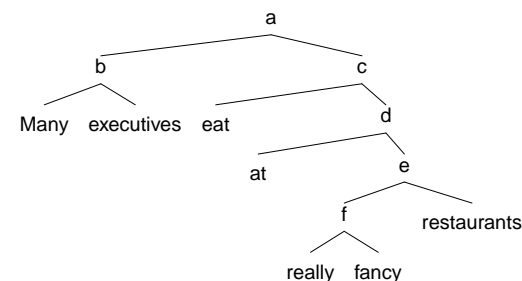 a
b c
Many executives eat d
at e
f restaurants
really fancy